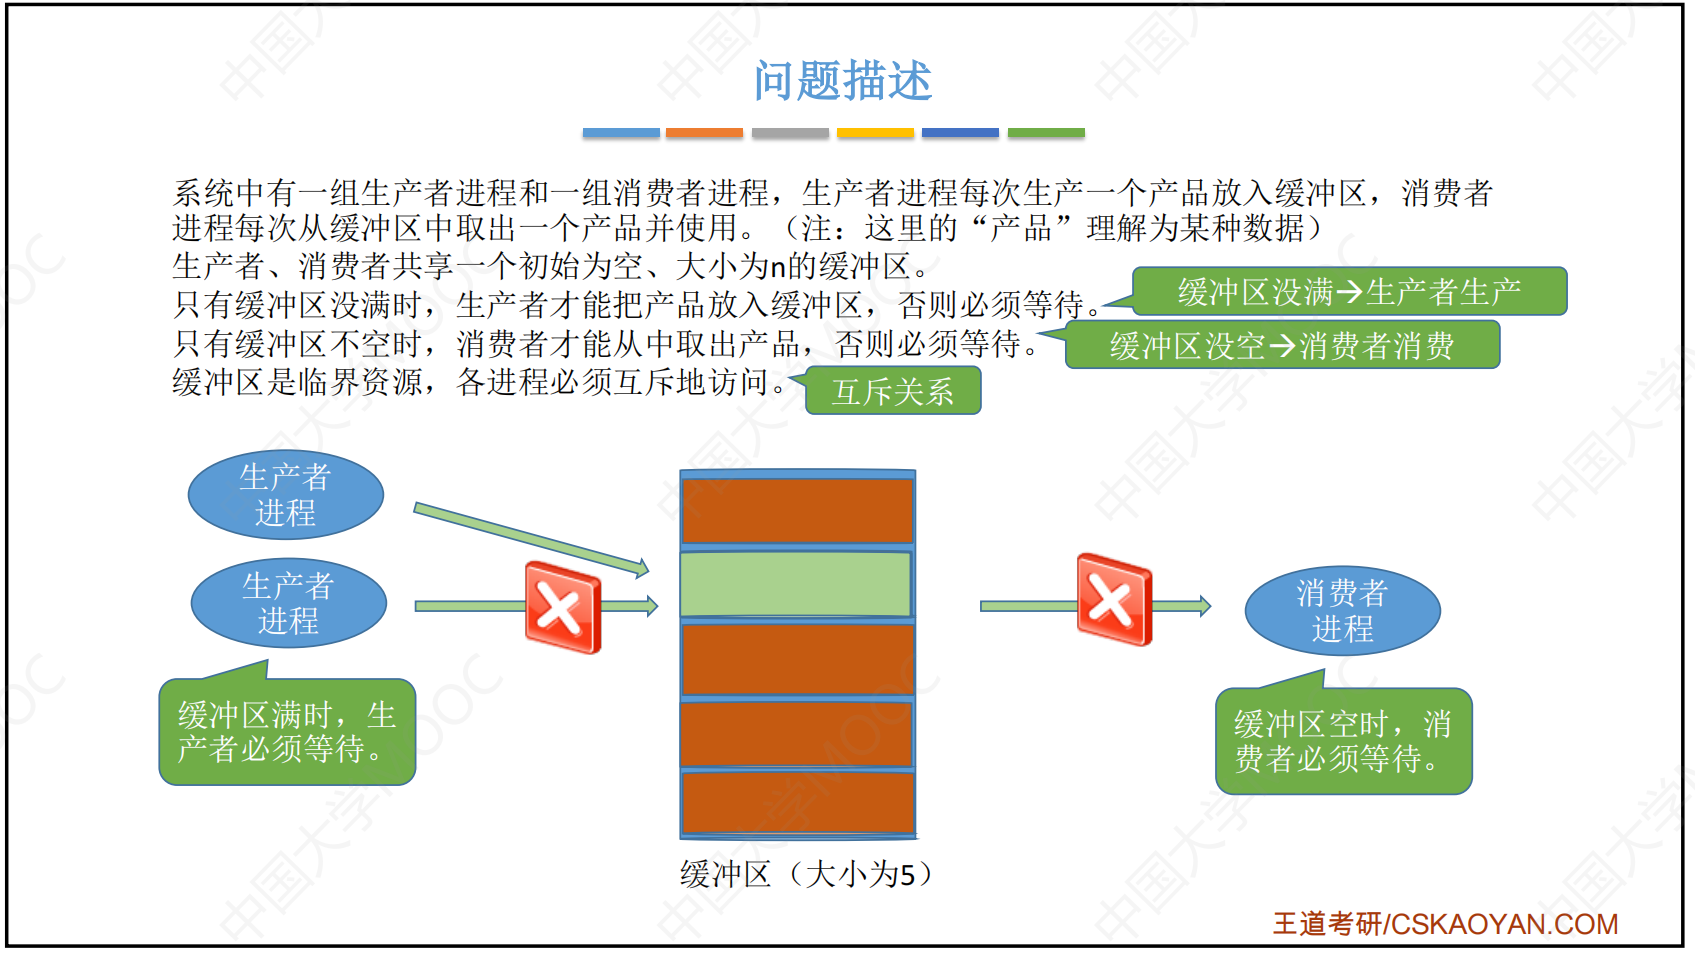 问题描述
系统中有一组生产者进程和一组消费者进程，生产者进程每次生产一个产品放入缓冲区，消费者
进程每次从缓冲区中取出一个产品并使用。（注：这里的“产品”理解为某种数据）
生产者、消费者共享一个初始为空、大小为n的缓冲区。
只有缓冲区没满时，生产者才能把产品放入缓冲区，否则必须等待。
缓冲区没满→生产者生产
只有缓冲区不空时，消费者才能从中取出产品，否则必须等待。
缓冲区没空→消费者消费
缓冲区是临界资源，各进程必须互斥地访问。
互斥关系
生产者
进程
生产者
进程
消费者
进程
缓冲区满时，生
产者必须等待。
缓冲区空时，消
费者必须等待。
缓冲区（大小为5）
王道考研/CSKAOYAN.COM
中国大学MOOC